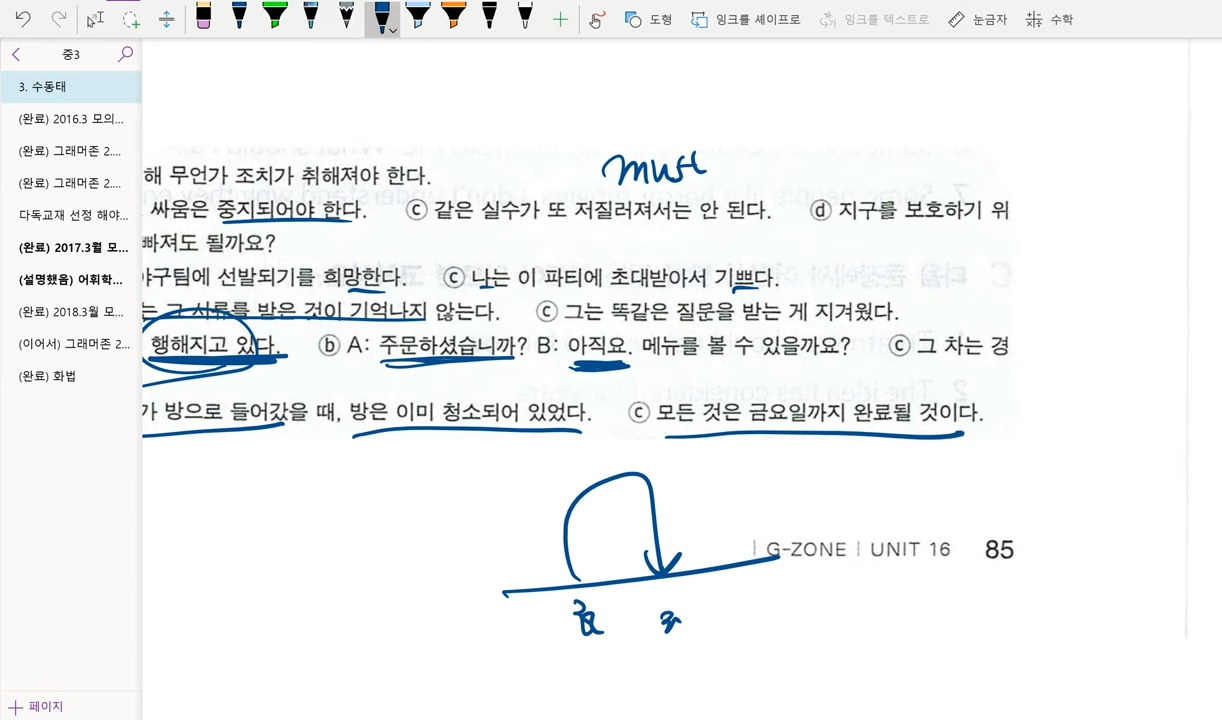 도형 잉크를 셰이프로 잉크를 텍스트로 눈금자 수학
중3
3. 수동태
(완료) 2016.3 모의...
(완료) 그래머존 2....
(완료) 그래머존 2....
다독교재 선정 해야...
(완료) 2017.3월 모...
(설명했음) 어휘학...
(완료) 2018.3월 모...
(이어서) 그래머존 2...
(완료) 화법
페이지
must
해 무언가 조치가 취해져야 한다.
싸움은 중지되어야 한다. ⓒ 같은 실수가 또 저질러져서는 안 된다. ⓓ 지구를 보호하기 위
빠져도 될까요?
야구팀에 선발되기를 희망한다. ⓒ 나는 이 파티에 초대받아서 기쁘다.
는 그 서류를 받은 것이 기억나지 않는다. ⓒ 그는 똑같은 질문을 받는 게 지겨웠다.
행해지고 있다. ⓑ A: 주문하셨습니까? B: 아직요. 메뉴를 볼 수 있을까요? ⓒ 그 차는 경
가 방으로 들어갔을 때, 방은 이미 청소되어 있었다. ⓒ 모든 것은 금요일까지 완료될 것이다.
G-ZONE | UNIT 16 85